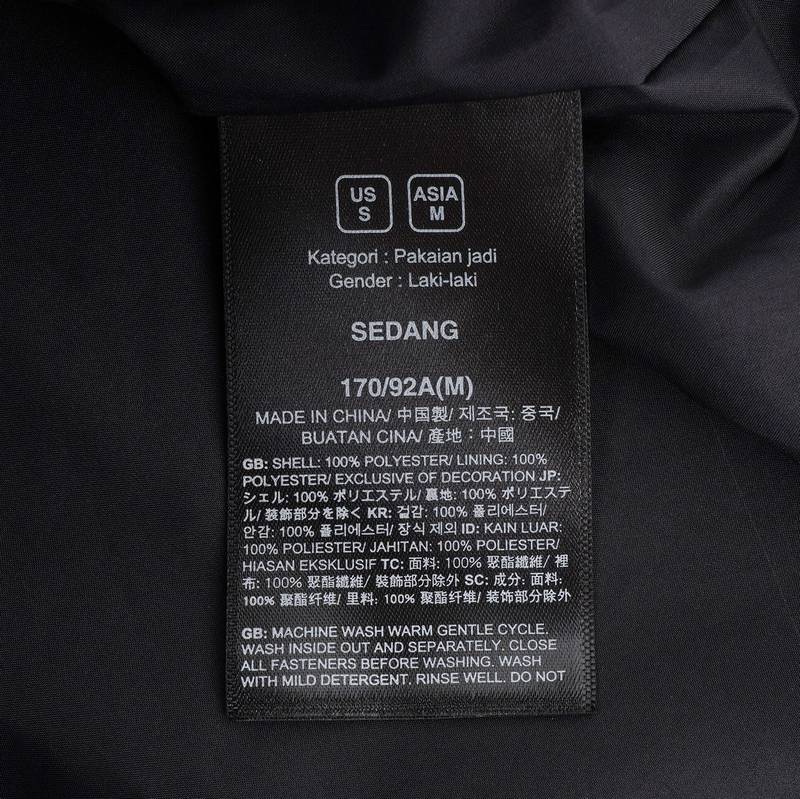 US ASIA
S M
Kategori : Pakaian jadi
Gender : Laki-laki
SEDANG
170/92A(M)
MADE IN CHINA/ 中国製/ 제조국: 중국/
BUATAN CINA/ 產地：中國
GB: SHELL: 100% POLYESTER/ LINING: 100%
POLYESTER/ EXCLUSIVE OF DECORATION JP:
シェル: 100% ポリエステル/ 裏地: 100% ポリエステ
ル/ 装飾部分を除く KR: 겉감: 100% 폴리에스터/
안감: 100% 폴리에스터/ 장식 제외 ID: KAIN LUAR:
100% POLIESTER/ JAHITAN: 100% POLIESTER/
HIASAN EKSKLUSIF TC: 面料: 100% 聚酯纖維/ 裡
布: 100% 聚酯纖維/ 裝飾部分除外 SC: 成分: 面料:
100% 聚酯纤维/ 里料: 100% 聚酯纤维/ 装饰部分除外
GB: MACHINE WASH WARM GENTLE CYCLE.
WASH INSIDE OUT AND SEPARATELY. CLOSE
ALL FASTENERS BEFORE WASHING. WASH
WITH MILD DETERGENT. RINSE WELL. DO NOT